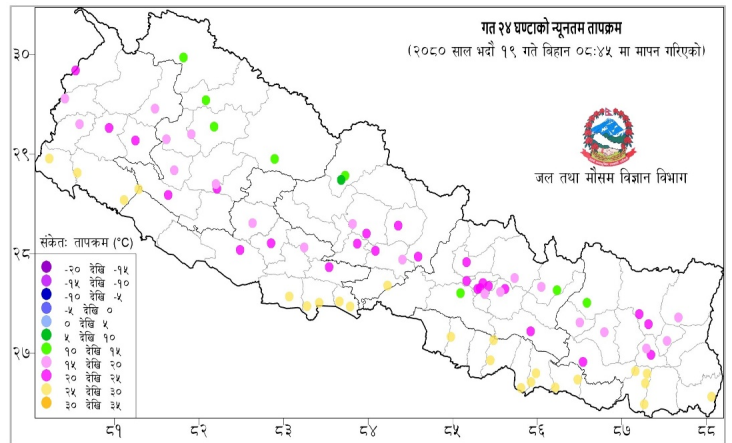 गत २४ घण्टाको न्यूनतम तापक्रम
(२०८० साल भदौ १९ गते बिहान ०८:४५ मा मापन गरिएको)
जल तथा मौसम विज्ञान विभाग
३०
२९
२८
२७
संकेतः तापक्रम (°C)
-२० देखि -१५
-१५ देखि -१०
-१० देखि -५
-५ देखि ०
० देखि ५
५ देखि १०
१० देखि १५
१५ देखि २०
२० देखि २५
२५ देखि ३०
३० देखि ३५
८१ ८२ ८३ ८४ ८५ ८६ ८७ ८८